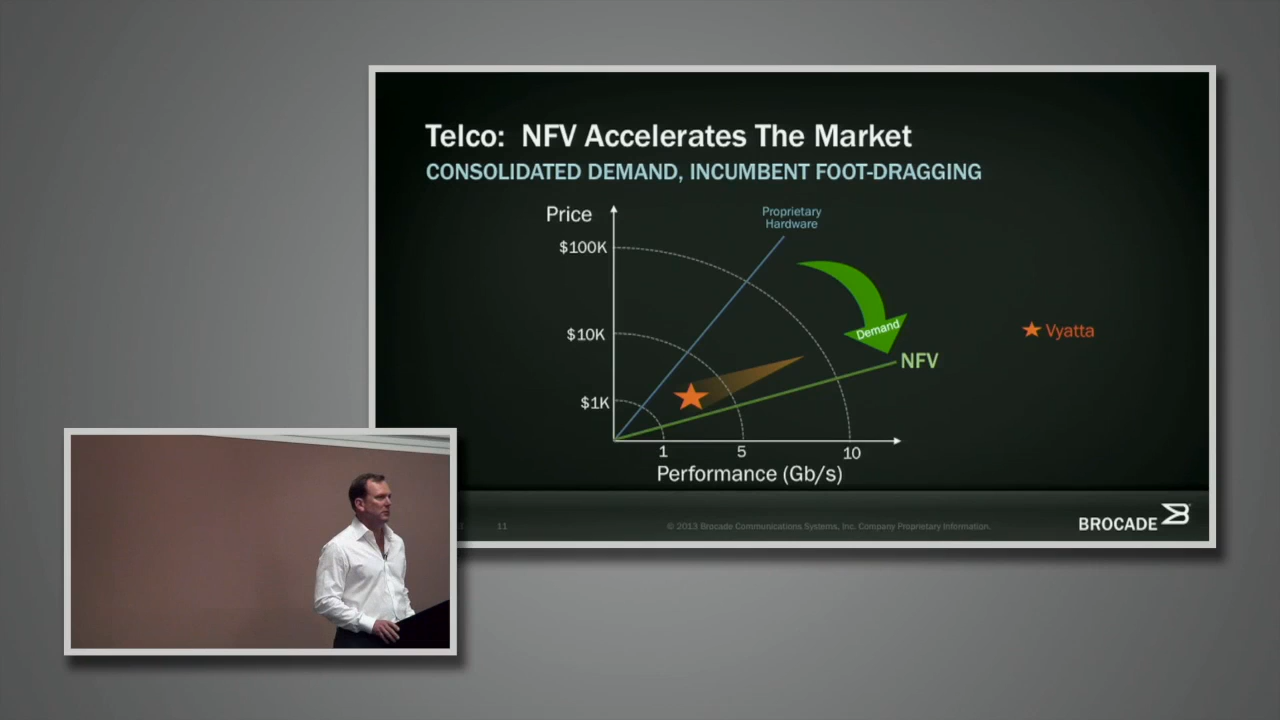 Telco: NFV Accelerates The Market
CONSOLIDATED DEMAND, INCUMBENT FOOT-DRAGGING
Price
Proprietary
Hardware
$100K
$10K
$1K
Demand
NFV
Vyatta
1
5
10
Performance (Gb/s)
11
© 2013 Brocade Communications Systems, Inc. Company Proprietary Information.
BROCADE